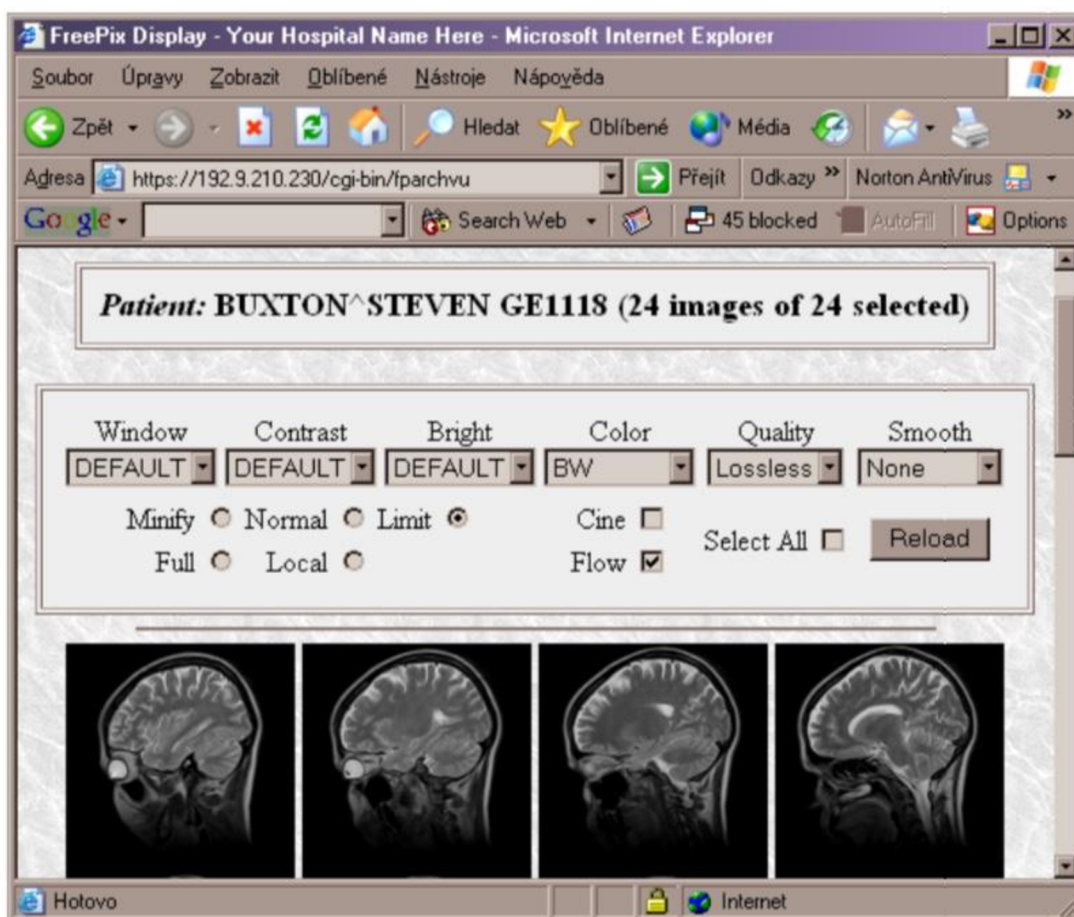 FreePix Display - Your Hospital Name Here - Microsoft Internet Explorer
Soubor Úpravy Zobrazit Oblíbené Nástroje Nápověda
Zpět Hledat Oblíbené Média »
Adresa https://192.9.210.230/cgi-bin/fparchvu Přejít Odkazy » Norton AntiVirus
Google Search Web 45 blocked AutoFill Options
Patient: BUXTON^STEVEN GE1118 (24 images of 24 selected)
Window Contrast Bright Color Quality Smooth
DEFAULT DEFAULT DEFAULT BW Lossless None
Minify Normal Limit Cine
Select All Reload
Full Local Flow
Hotovo Internet